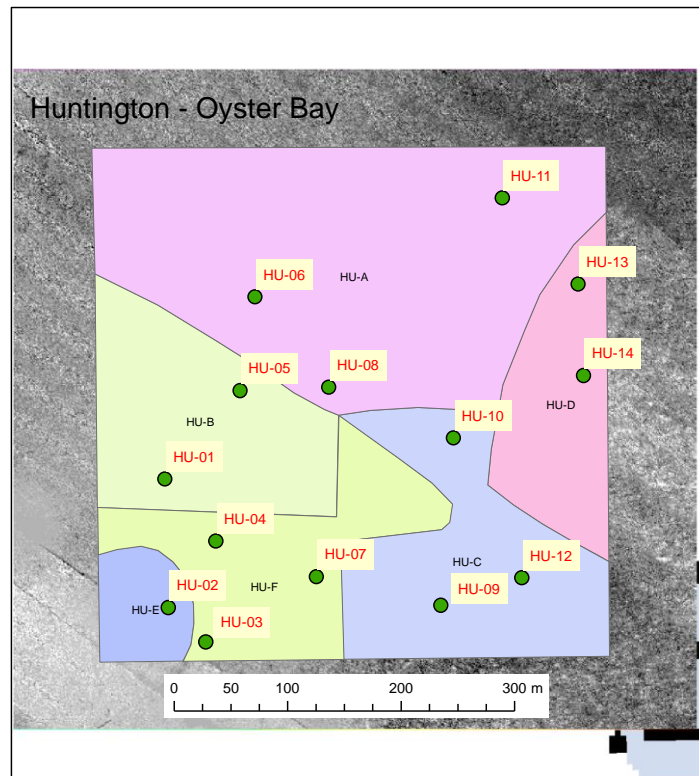 Huntington - Oyster Bay
HU-11
HU-13
HU-06
HU-A
HU-14
HU-05
HU-08
HU-D
HU-B
HU-10
HU-01
HU-04
HU-07
HU-C
HU-12
HU-02
HU-F
HU-09
HU-E
HU-03
0 50 100 200 300 m